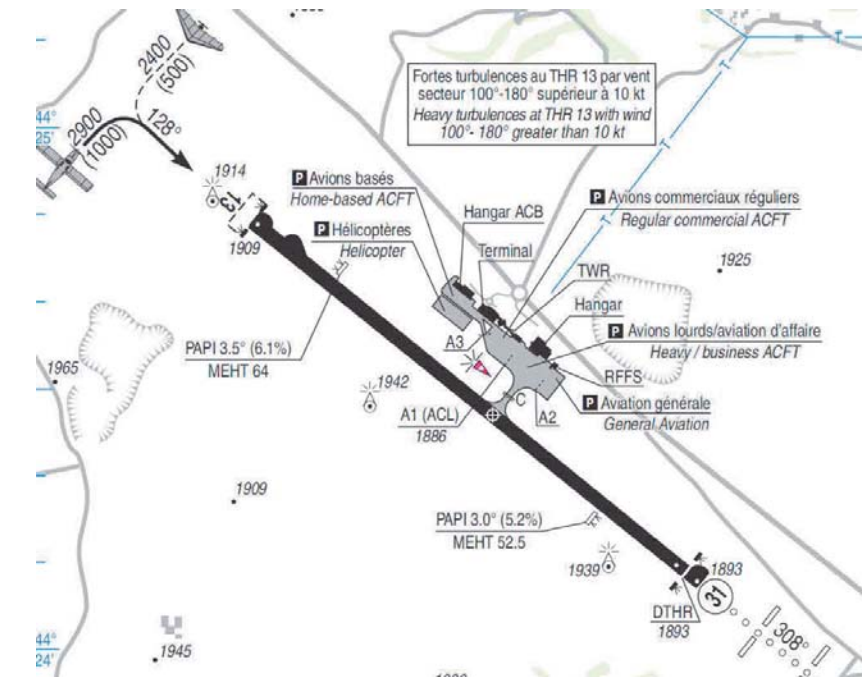 2400
(500)
2900
(1000)
128°
44°
25'
Fortes turbulences au THR 13 par vent
secteur 100°-180° supérieur à 10 kt
Heavy turbulences at THR 13 with wind
100°- 180° greater than 10 kt
T
T
T
1914
13
1909
P Avions basés
Home-based ACFT
P Hélicoptères
Helicopter
Hangar ACB
Terminal
P Avions commerciaux réguliers
Regular commercial ACFT
TWR
1925
Hangar
P Avions lourds/aviation d'affaire
Heavy / business ACFT
RFFS
P Aviation générale
General Aviation
A3
C
A2
PAPI 3.5° (6.1%)
MEHT 64
1965
1942
A1 (ACL)
1886
1909
PAPI 3.0° (5.2%)
MEHT 52.5
1939
1893
31
DTHR
1893
308°
44°
24'
1945